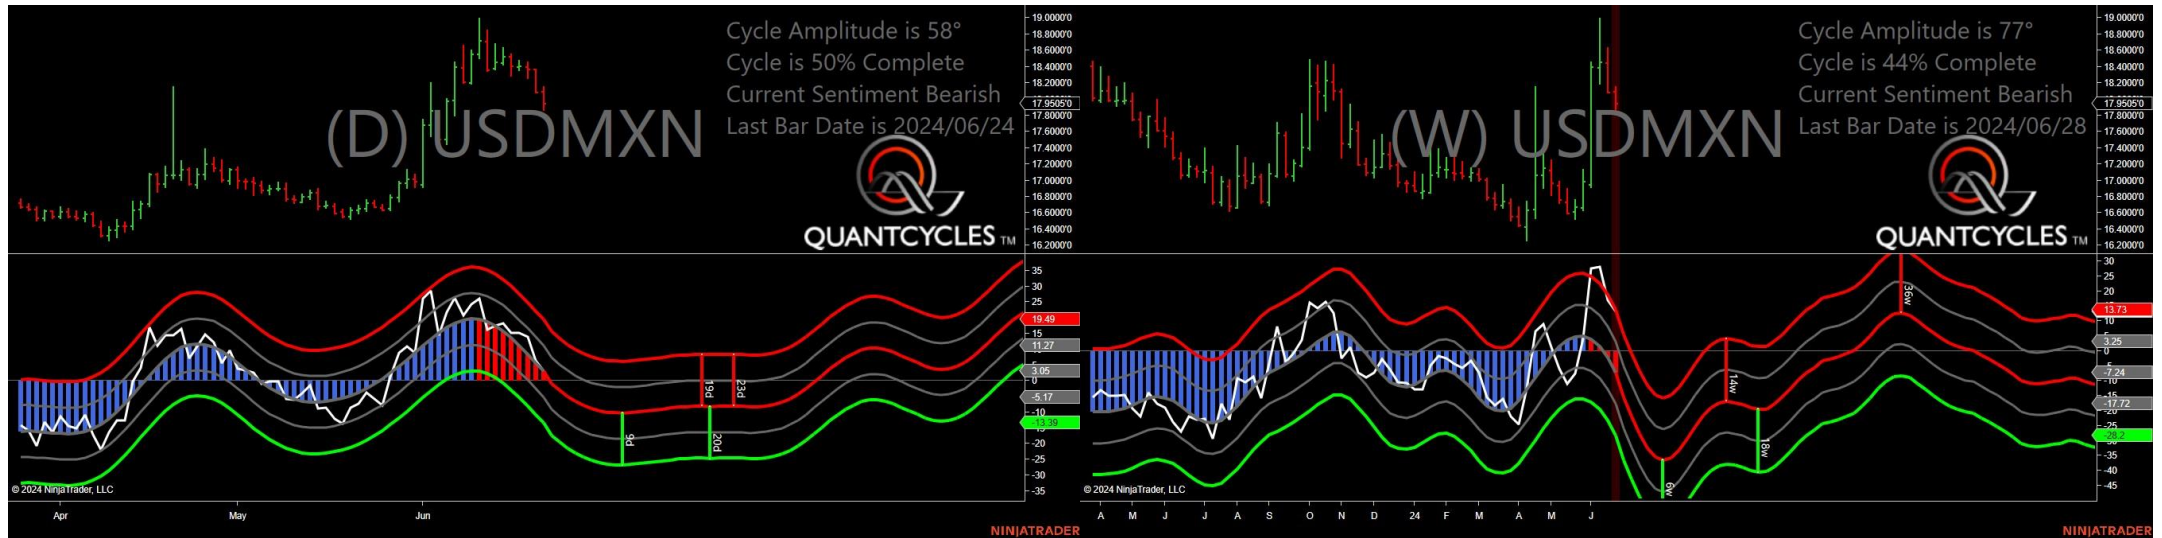 Cycle Amplitude is 58°
Cycle is 50% Complete
Current Sentiment Bearish
Last Bar Date is 2024/06/24
(D) USDMXN
QUANTCYCLES TM
19.0000'0
18.8000'0
18.6000'0
18.4000'0
18.2000'0
17.9505'0
17.8000'0
17.6000'0
17.4000'0
17.2000'0
17.0000'0
16.8000'0
16.6000'0
16.4000'0
16.2000'0
35
30
25
19.49
15
11.27
3.05
0
-5.17
-10
-13.39
-20
-25
-30
-35
19d
23d
9d
20d
© 2024 NinjaTrader, LLC
Apr May Jun
NINJATRADER
Cycle Amplitude is 77°
Cycle is 44% Complete
Current Sentiment Bearish
Last Bar Date is 2024/06/28
(W) USDMXN
QUANTCYCLES TM
19.0000'0
18.8000'0
18.6000'0
18.4000'0
18.2000'0
17.9505'0
17.8000'0
17.6000'0
17.4000'0
17.2000'0
17.0000'0
16.8000'0
16.6000'0
16.4000'0
16.2000'0
30
25
20
13.73
10
3.25
0
-7.24
-10
-17.72
-20
-28.2
-35
-40
-45
36w
14w
18w
6w
© 2024 NinjaTrader, LLC
A M J J A S O N D 24 F M A M J
NINJATRADER